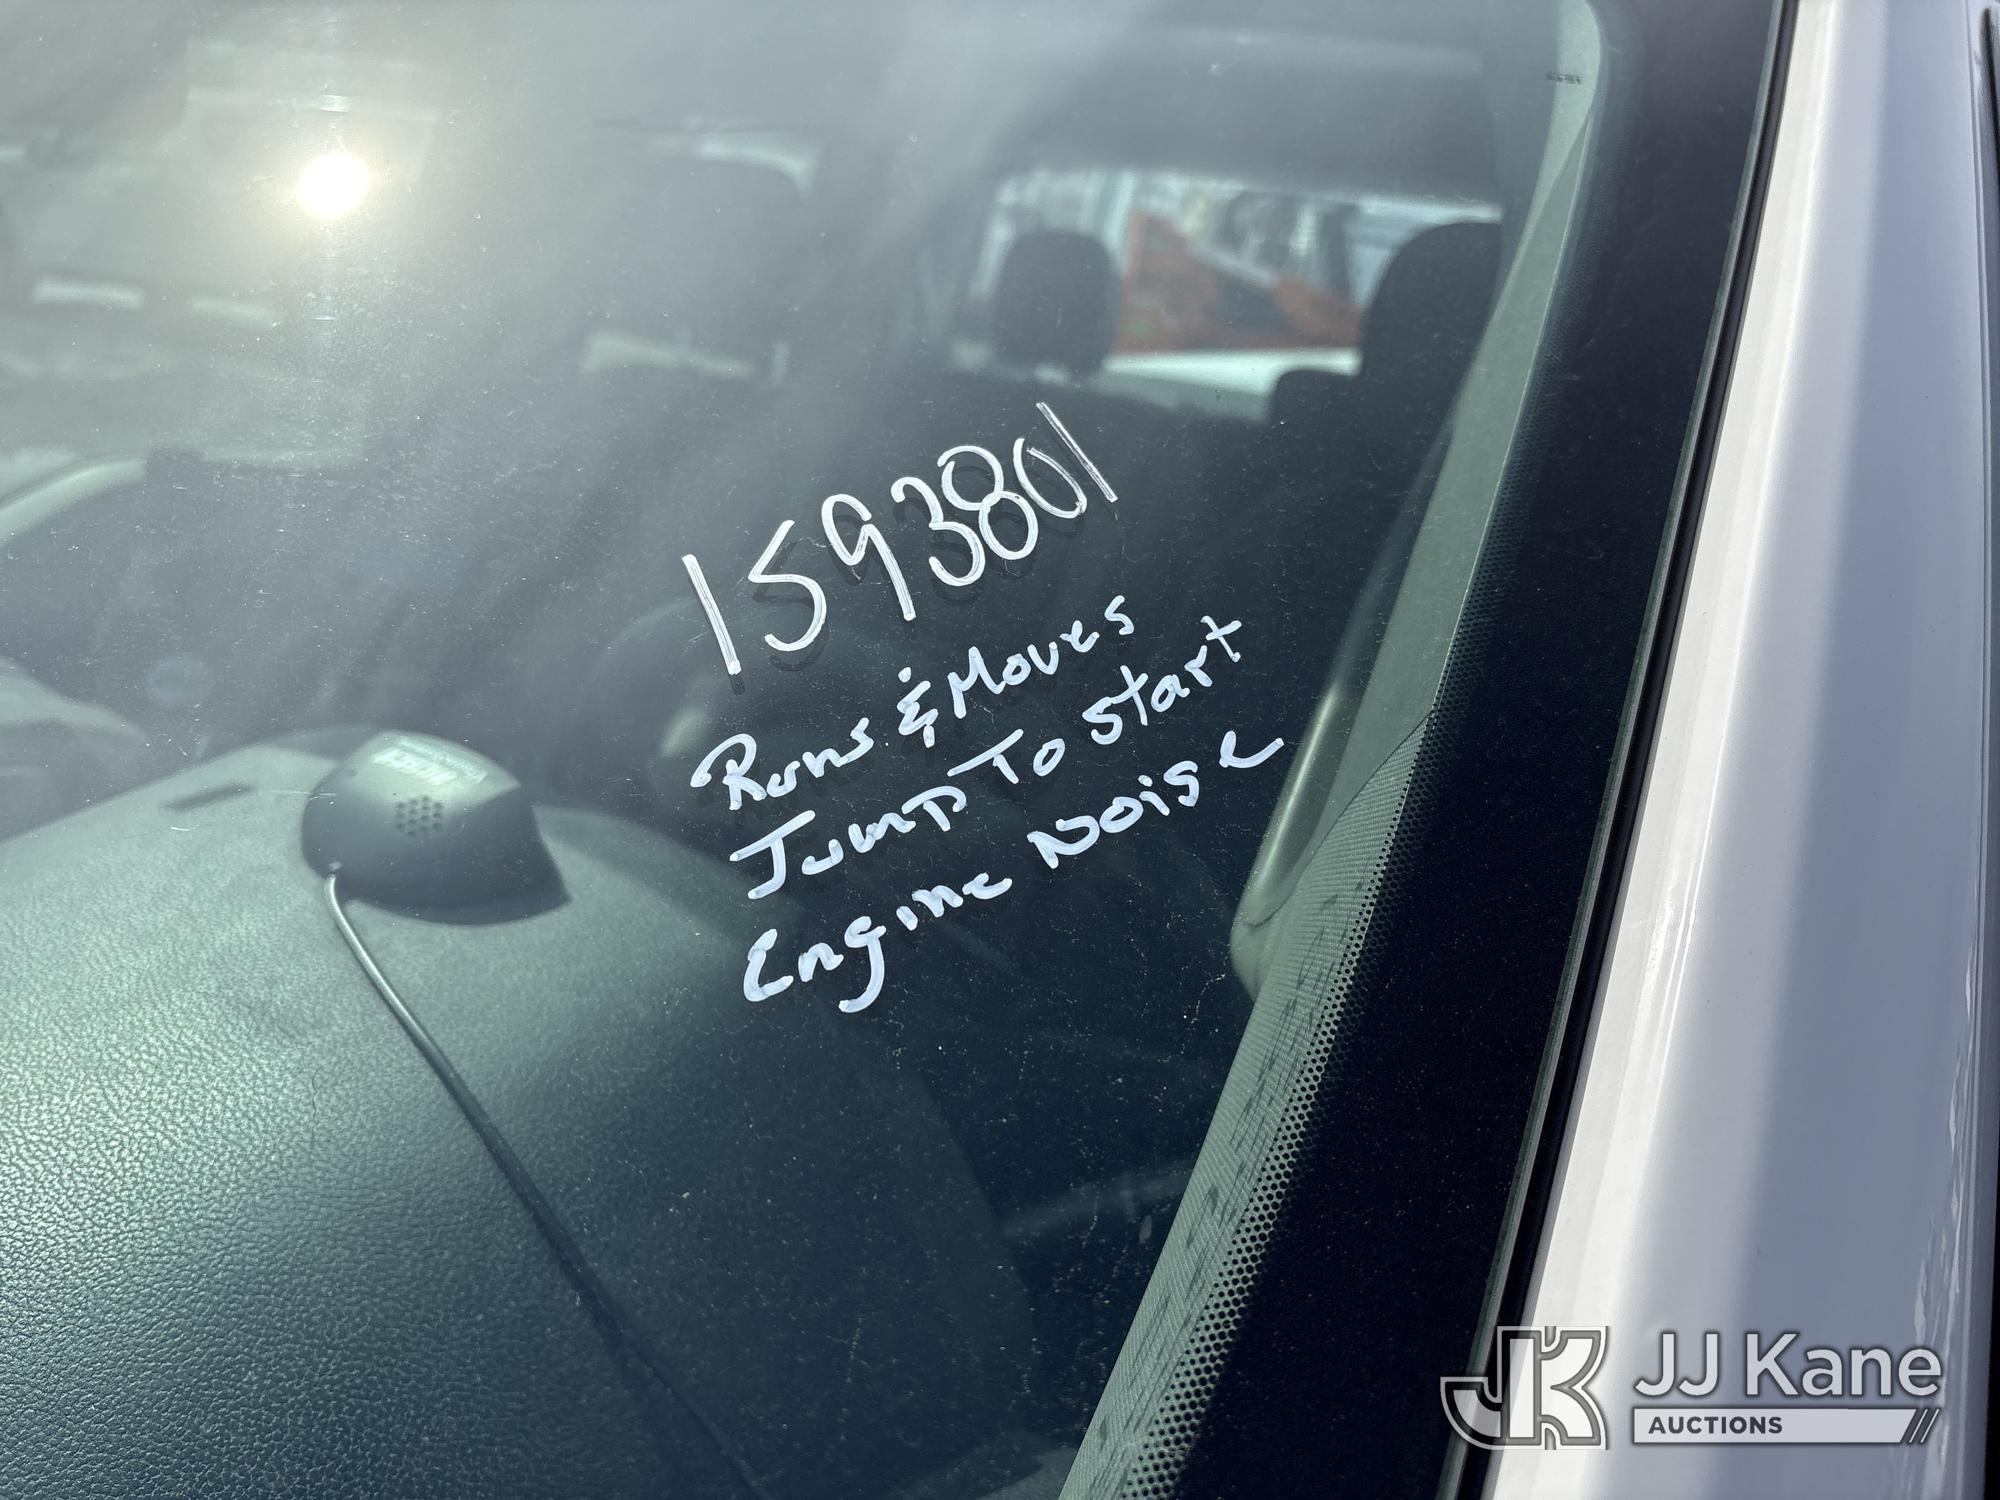 1593801
Runs & Moves
Jump To Start
Engine Noise
JJ Kane
AUCTIONS